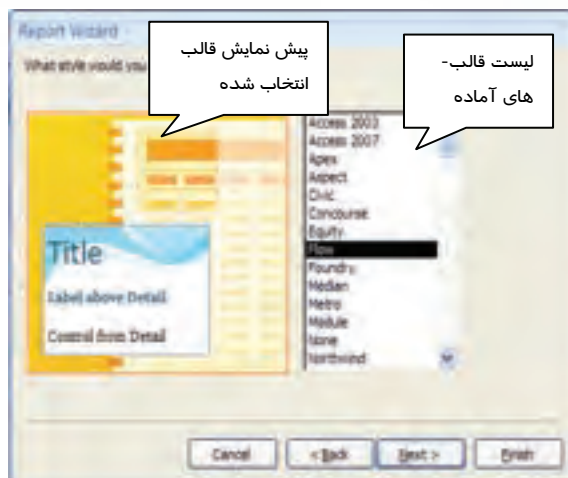 Report Wizard
What style would you
پیش نمایش قالب
انتخاب شده
لیست قالب-
های آماده
Title
Label above Detail
Control from Detail
Access 2003
Access 2007
Apex
Aspect
Civic
Concourse
Equity
Flow
Foundry
Median
Metro
Module
None
Northwind
Cancel
< Back
Next >
Finish